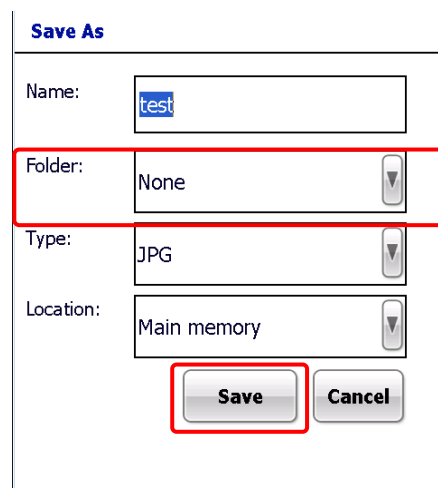 Save As
Name:
test
Folder:
None
Type:
JPG
Location:
Main memory
Save Cancel